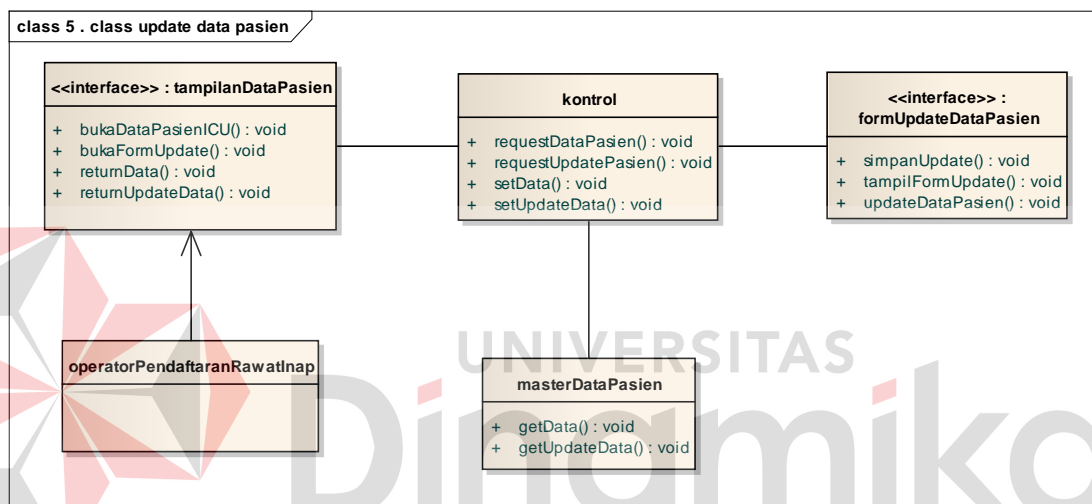 class 5 . class update data pasien
<<interface>> : tampilanDataPasien
+ bukaDataPasienICU() : void
+ bukaFormUpdate() : void
+ returnData() : void
+ returnUpdateData() : void
kontrol
+ requestDataPasien() : void
+ requestUpdatePasien() : void
+ setData() : void
+ setUpdateData() : void
<<interface>> :
formUpdateDataPasien
+ simpanUpdate() : void
+ tampilFormUpdate() : void
+ updateDataPasien() : void
operatorPendaftaranRawatInap
masterDataPasien
+ getData() : void
+ getUpdateData() : void
UNIVERSITAS
Dinamika